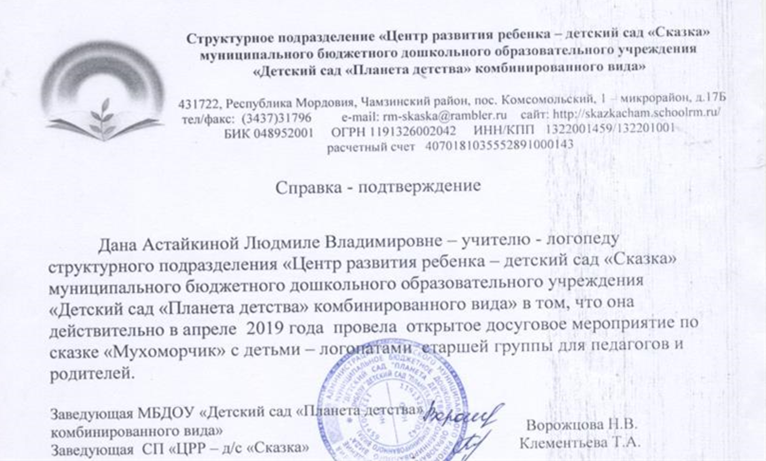 Структурное подразделение «Центр развития ребенка – детский сад «Сказка»
муниципального бюджетного дошкольного образовательного учреждения
«Детский сад «Планета детства» комбинированного вида»
431722, Республика Мордовия, Чамзинский район, пос. Комсомольский, 1 – микрорайон, д.17Б
тел/факс: (3437)31796 e-mail: rm-skaska@rambler.ru сайт: http://skazkacham.schoolrm.ru/
БИК 048952001 ОГРН 1191326002042 ИНН/КПП 1322001459/132201001
расчетный счет 4070181035552891000143
Справка - подтверждение
Дана Астайкиной Людмиле Владимировне – учителю - логопеду
структурного подразделения «Центр развития ребенка – детский сад «Сказка»
муниципального бюджетного дошкольного образовательного учреждения
«Детский сад «Планета детства» комбинированного вида» в том, что она
действительно в апреле 2019 года провела открытое досуговое мероприятие по
сказке «Мухоморчик» с детьми – логопатами старшей группы для педагогов и
родителей.
Заведующая МБДОУ «Детский сад «Планета детства»
комбинированного вида» Ворожцова Н.В.
Заведующая СП «ЦРР – д/с «Сказка» Клементьева Т.А.